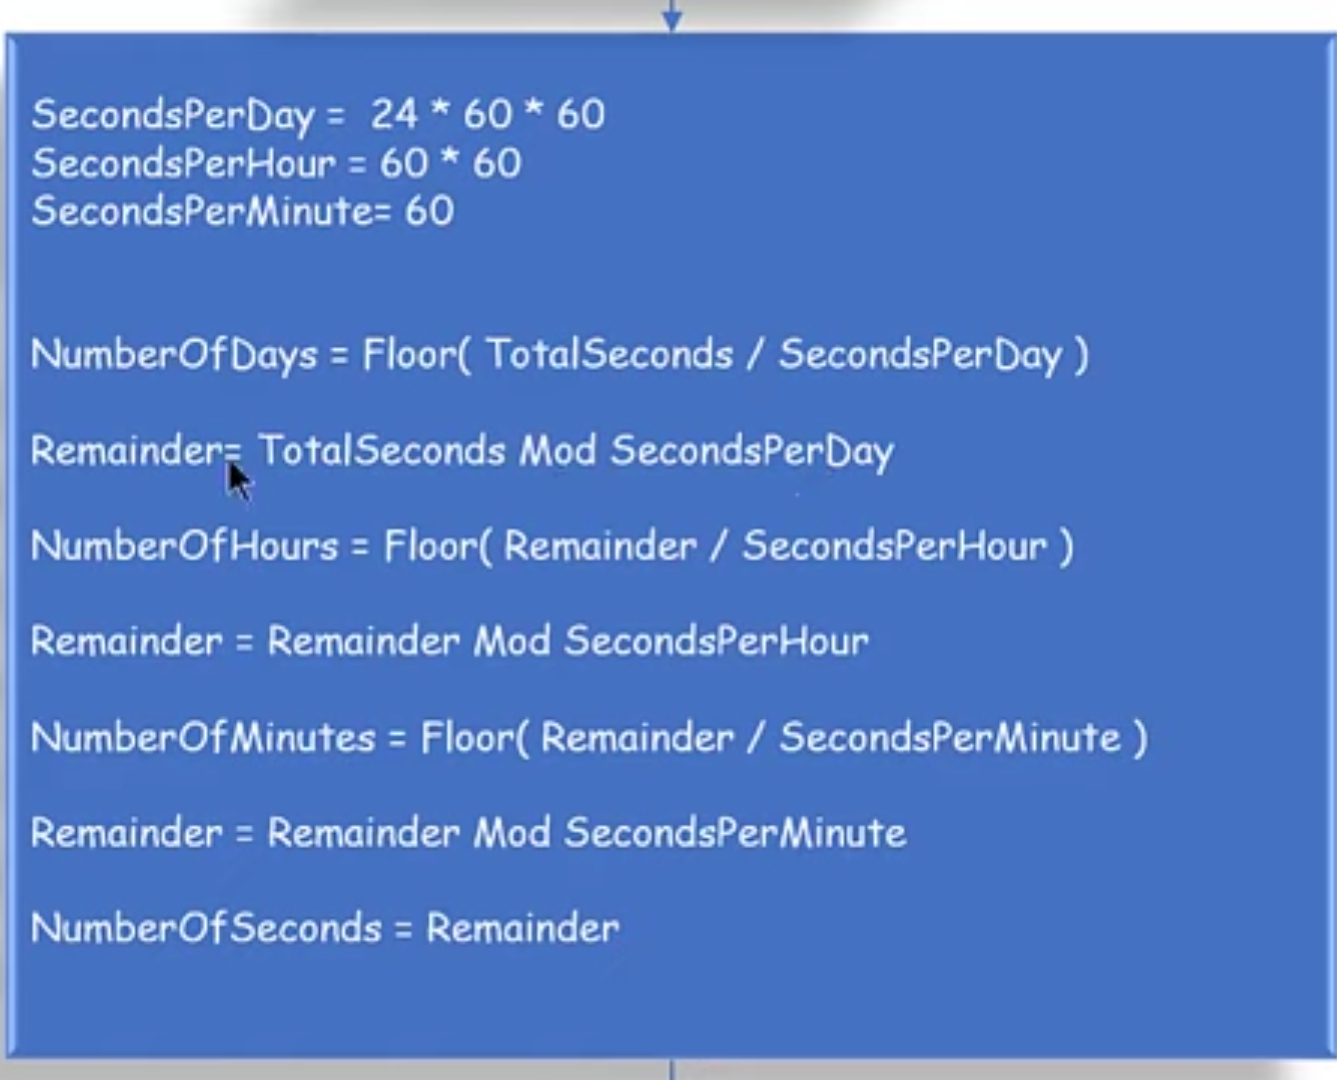 SecondsPerDay =  24 * 60 * 60
SecondsPerHour = 60 * 60
SecondsPerMinute= 60
NumberOfDays = Floor( TotalSeconds / SecondsPerDay )
Remainder= TotalSeconds Mod SecondsPerDay
NumberOfHours = Floor( Remainder / SecondsPerHour )
Remainder = Remainder Mod SecondsPerHour
NumberOfMinutes = Floor( Remainder / SecondsPerMinute )
Remainder = Remainder Mod SecondsPerMinute
NumberOfSeconds = Remainder